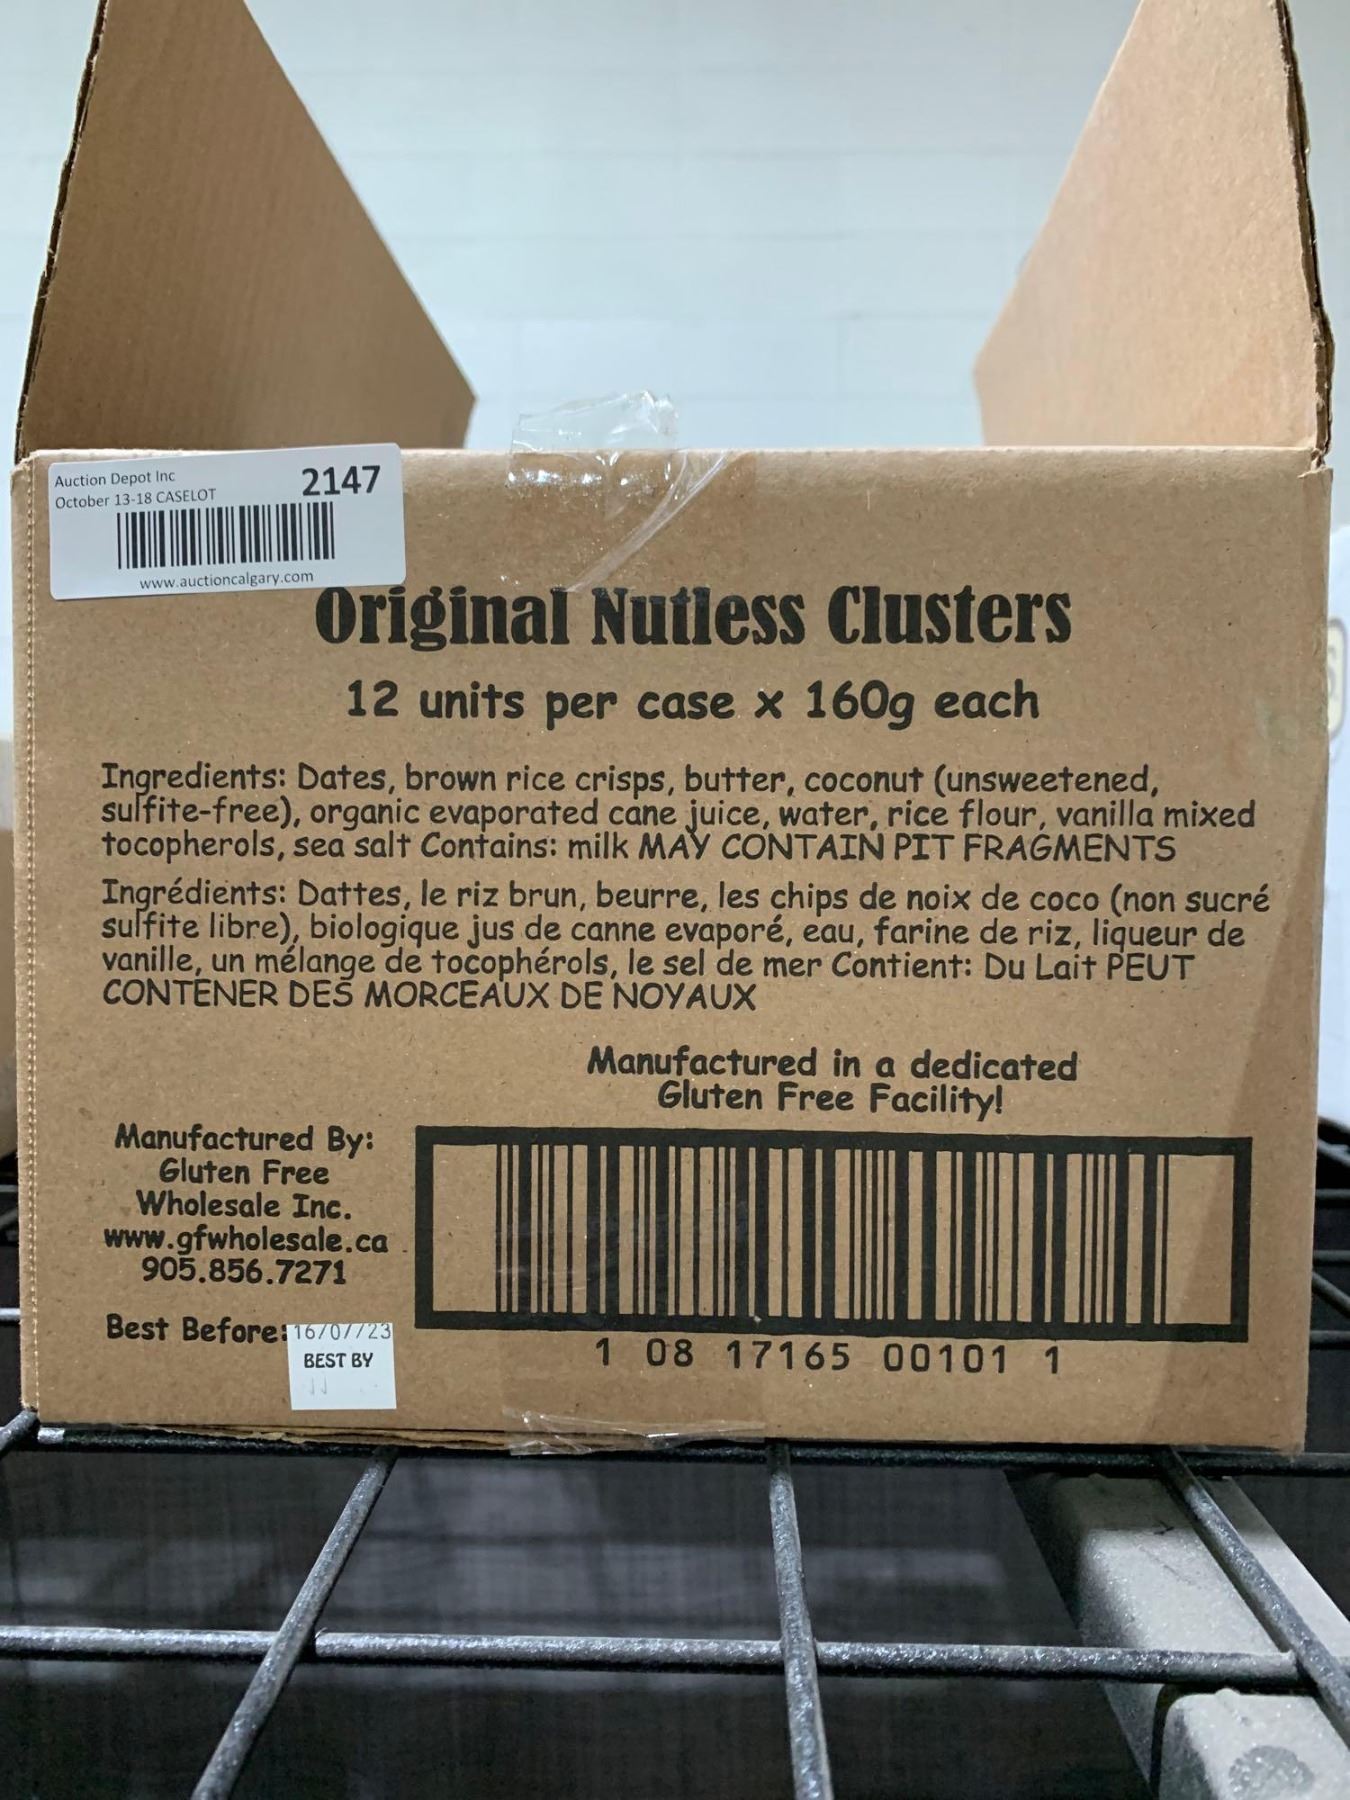 Auction Depot Inc
2147
October 13-18 CASELOT
www.auctioncalgary.com
Original Nutless Clusters
12 units per case x 160g each
Ingredients: Dates, brown rice crisps, butter, coconut (unsweetened,
sulfite-free), organic evaporated cane juice, water, rice flour, vanilla mixed
tocopherols, sea salt Contains: milk MAY CONTAIN PIT FRAGMENTS
Ingrédients: Dattes, le riz brun, beurre, les chips de noix de coco (non sucré
sulfite libre), biologique jus de canne evaporé, eau, farine de riz, liqueur de
vanille, un mélange de tocophérols, le sel de mer Contient: Du Lait PEUT
CONTENER DES MORCEAUX DE NOYAUX
Manufactured in a dedicated
Gluten Free Facility!
Manufactured By:
Gluten Free
Wholesale Inc.
www.gfwholesale.ca
905.856.7271
Best Before: 16/07/23
BEST BY
1 08 17165 00101 1